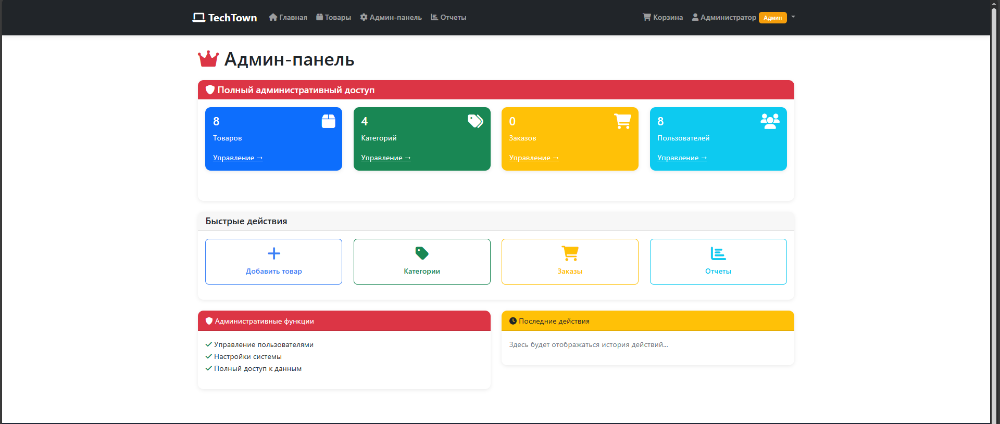 TechTown Главная Товары Админ-панель Отчеты Корзина Администратор Админ
Админ-панель
Полный административный доступ
8 4 0 8
Товаров Категорий Заказов Пользователей
Управление → Управление → Управление → Управление →
Быстрые действия
Добавить товар Категории Заказы Отчеты
Административные функции
Управление пользователями
Настройки системы
Полный доступ к данным
Последние действия
Здесь будет отображаться история действий...